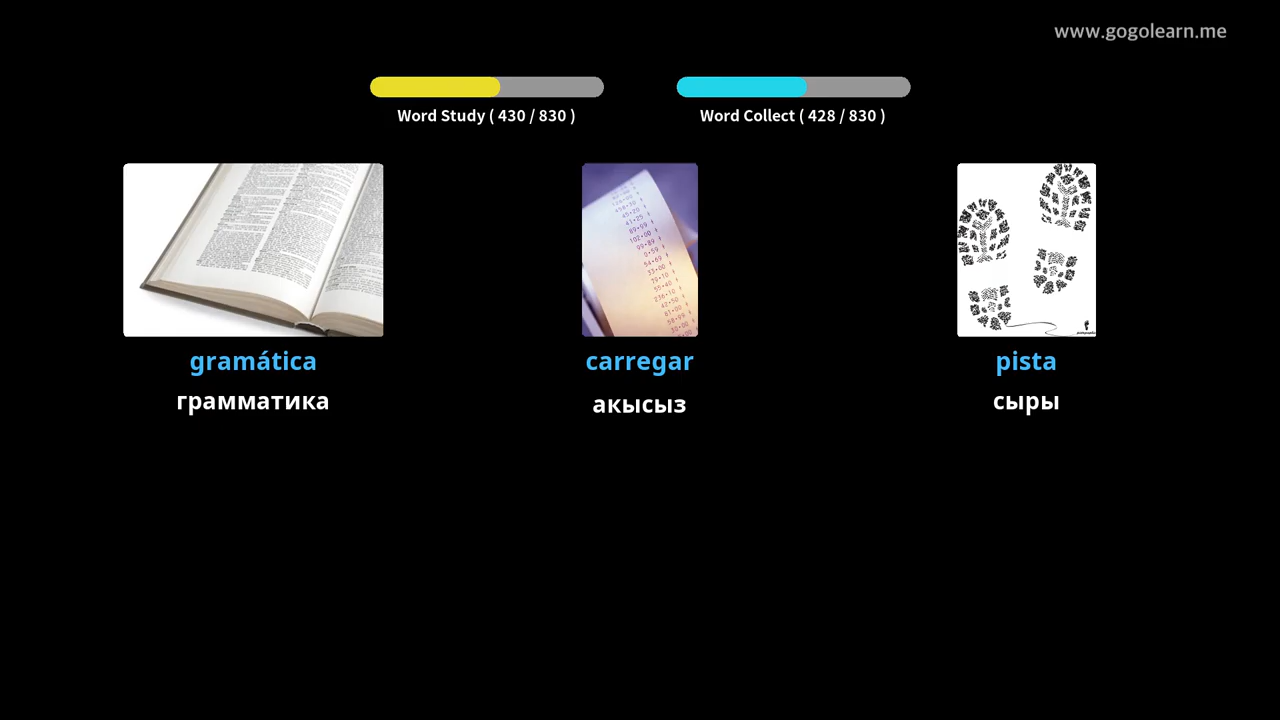 www.gogolearn.me
Word Study ( 430 / 830 )
Word Collect ( 428 / 830 )
gramática
carregar
pista
грамматика
акысыз
сыры